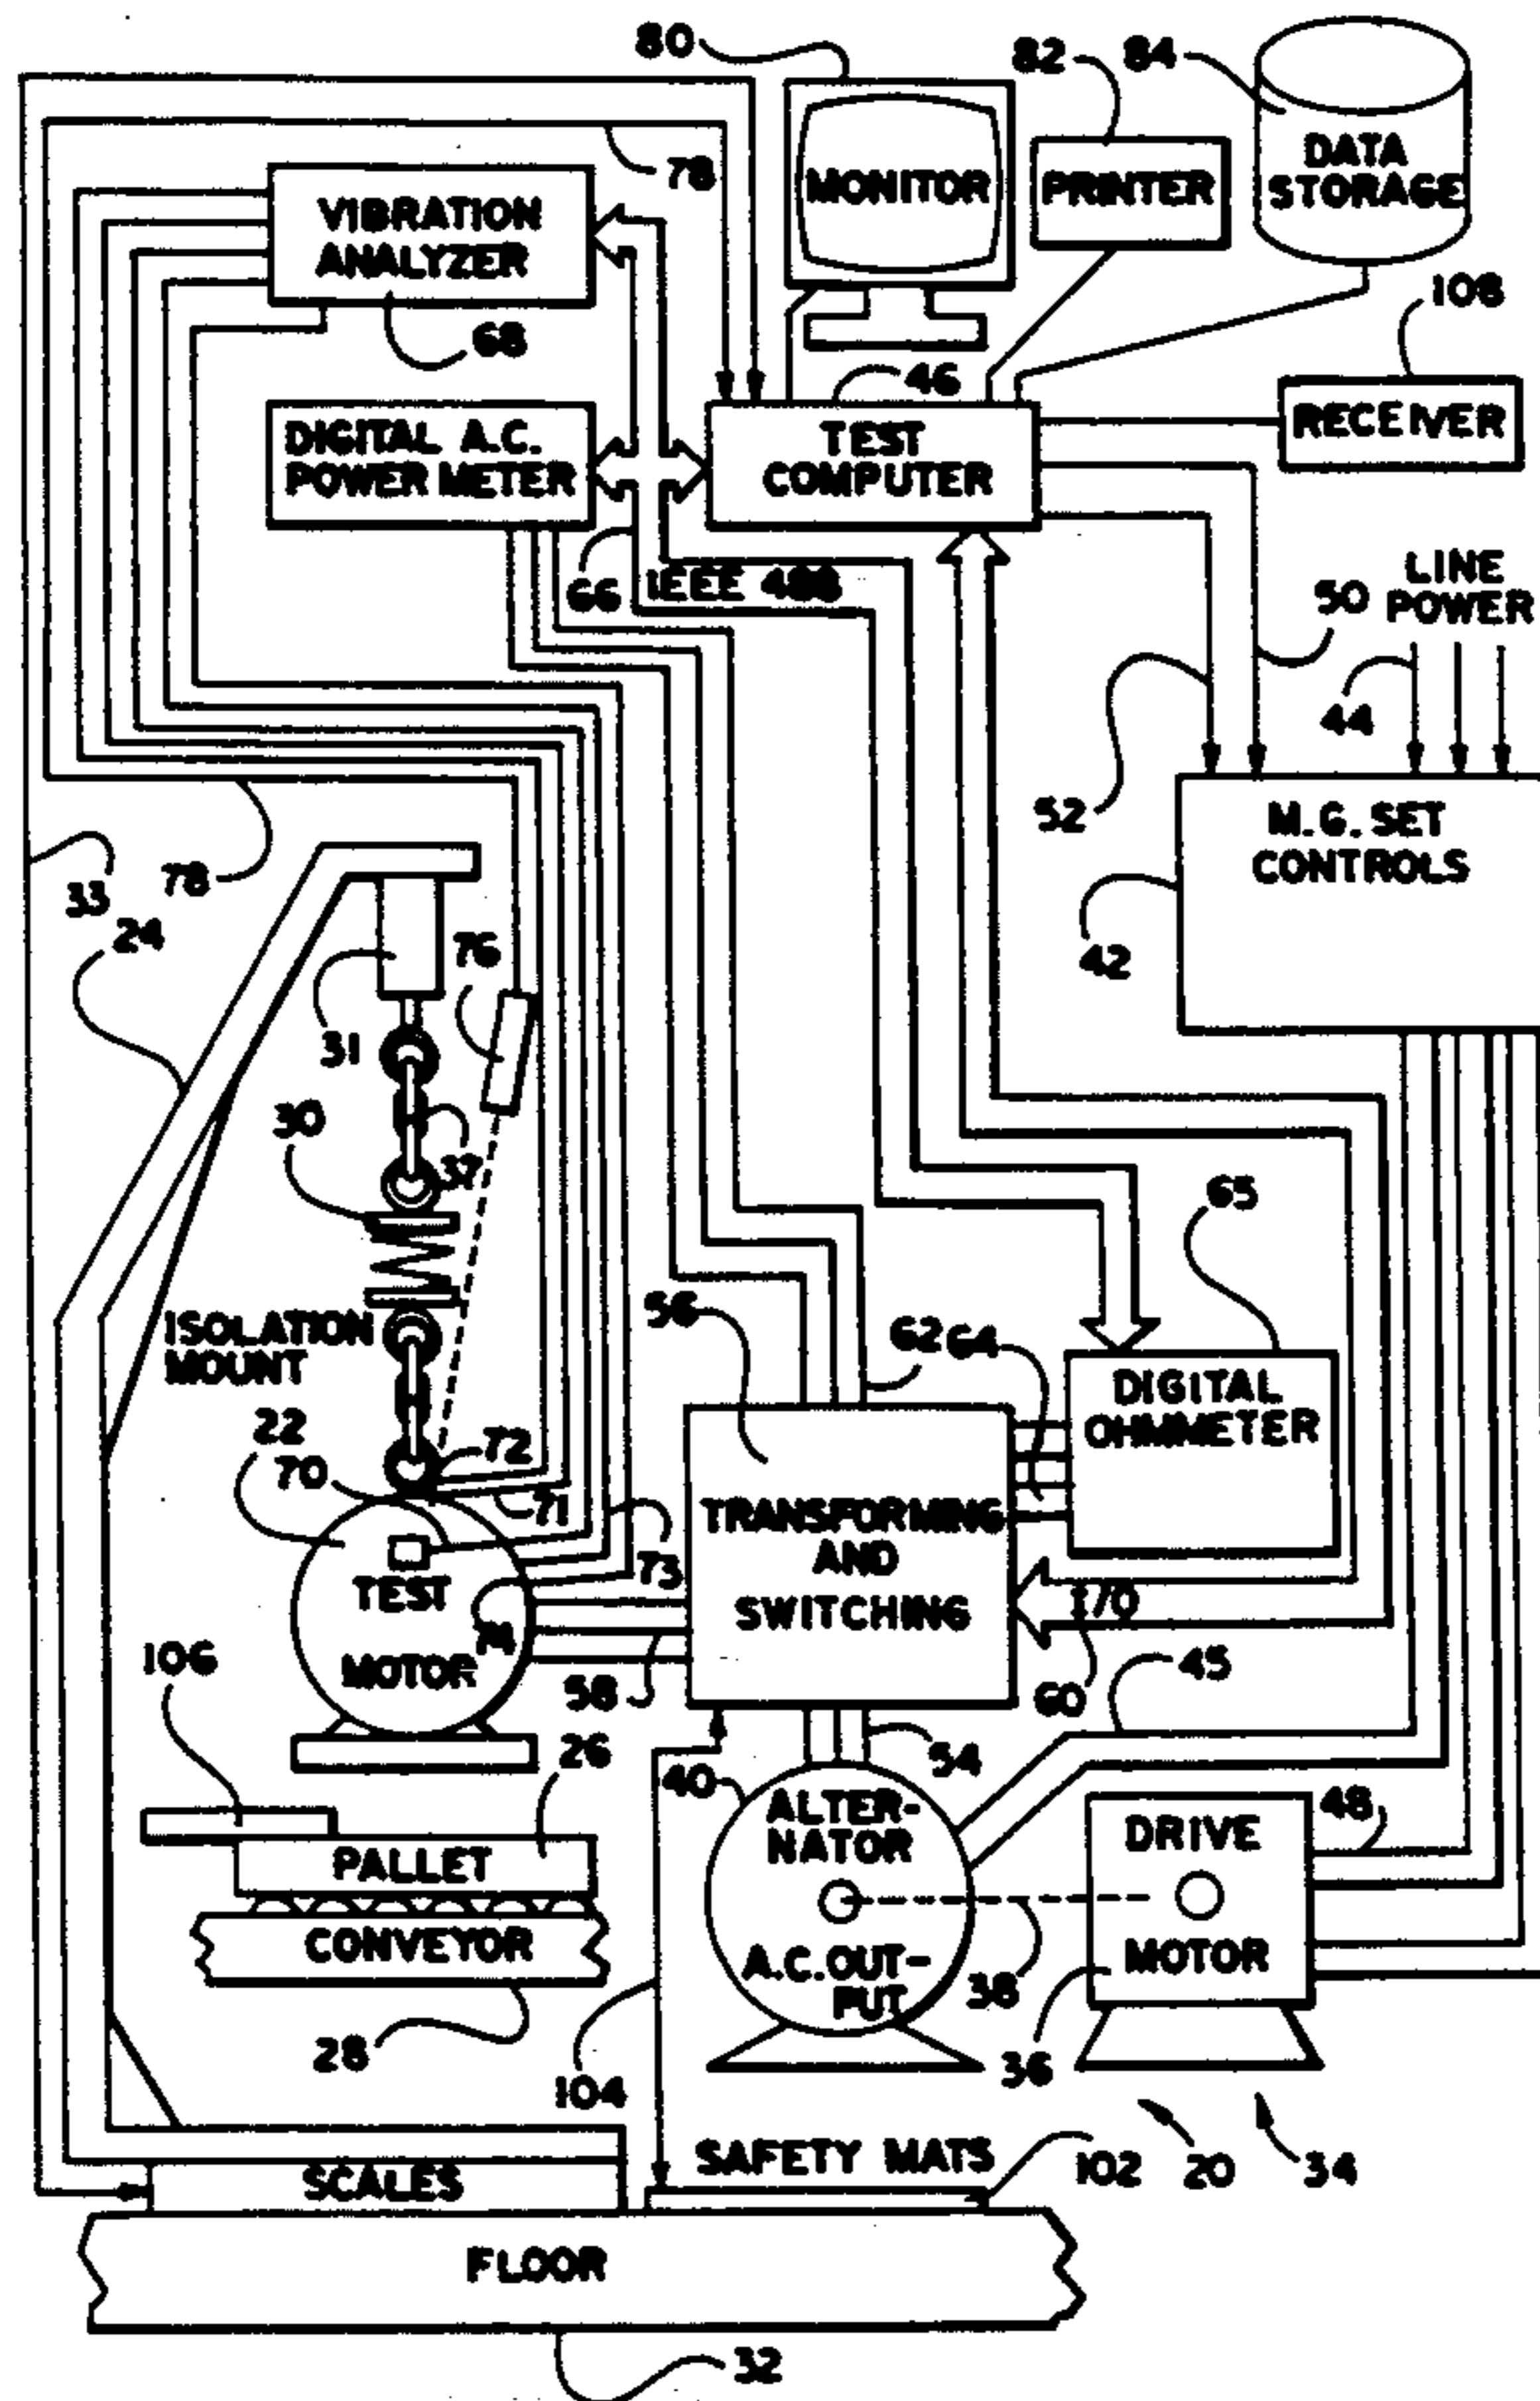 80
82
84
MONITOR
PRINTER
DATA
STORAGE
78
VIBRATION
ANALYZER
68
108
46
RECEIVER
DIGITAL A.C.
POWER METER
TEST
COMPUTER
66
IEEE 488
50
LINE
POWER
52
44
M.G. SET
CONTROLS
42
33
78
24
76
31
30
37
65
ISOLATION
MOUNT
56
62
64
DIGITAL
OHMMETER
22
70
72
71
73
TRANSFORMING
AND
SWITCHING
TEST
MOTOR
74
I/O
60
45
58
54
106
26
40
48
PALLET
CONVEYOR
28
ALTER-
NATOR
A.C. OUT-
PUT
38
DRIVE
MOTOR
36
104
SCALES
SAFETY MATS
102
20
34
FLOOR
32